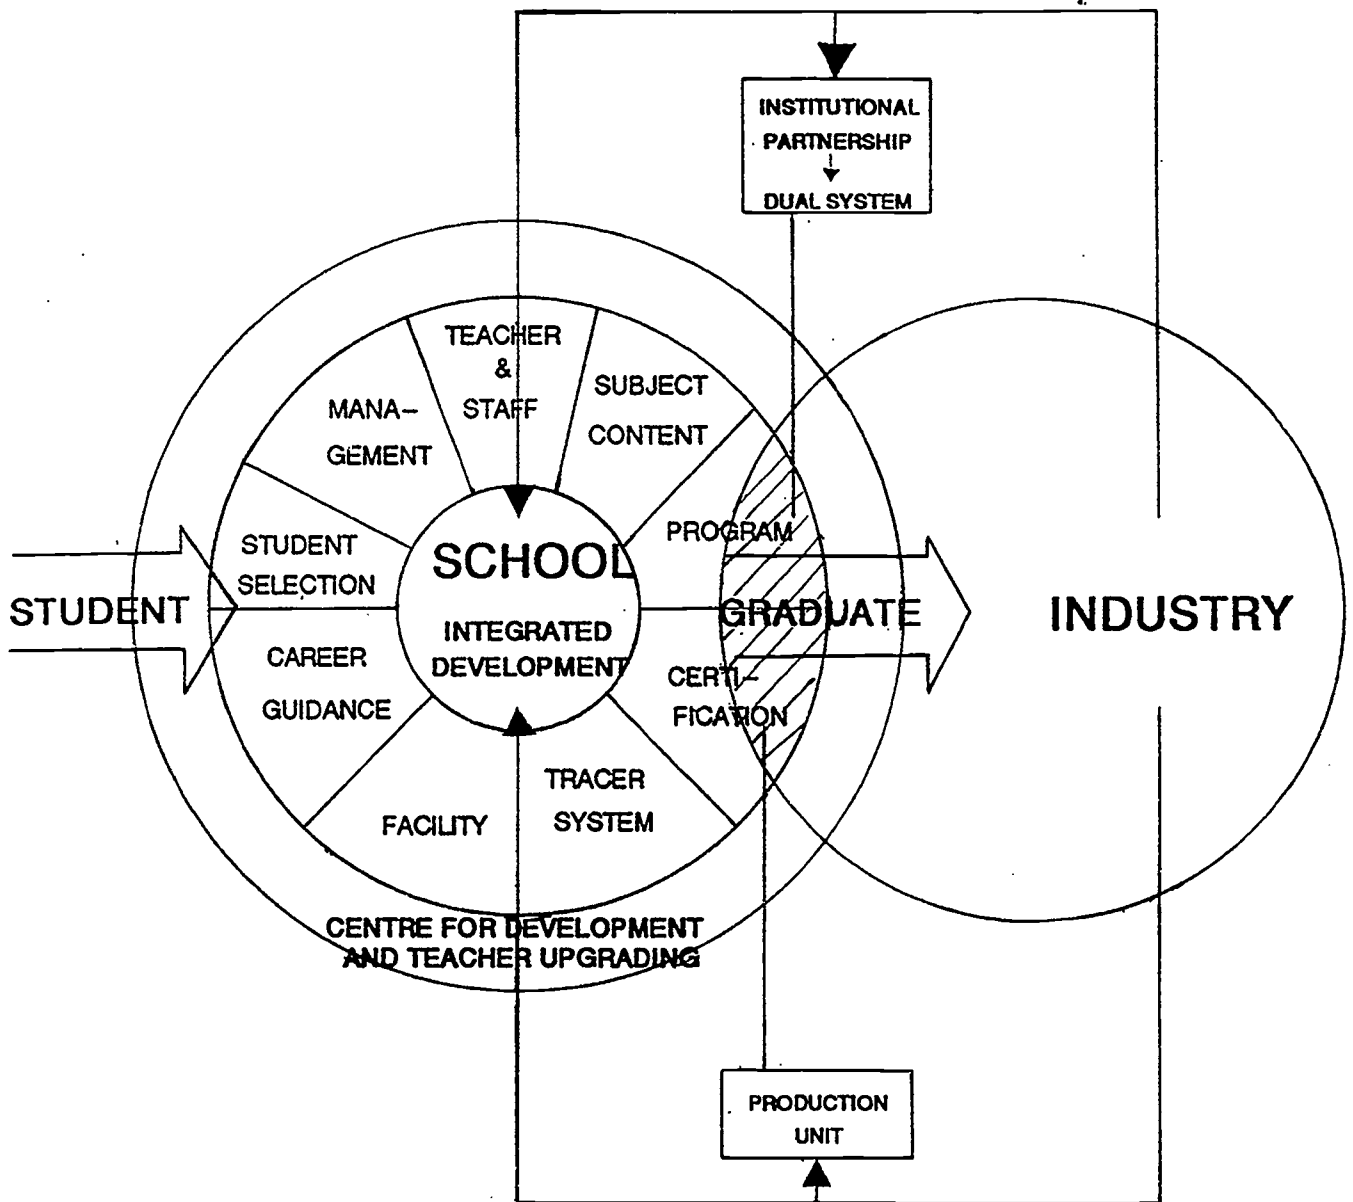 INSTITUTIONAL
PARTNERSHIP
DUAL SYSTEM
TEACHER
&
STAFF
SUBJECT
CONTENT
MANA-
GEMENT
STUDENT
SELECTION
PROGRAM
SCHOOL
INTEGRATED
DEVELOPMENT
STUDENT
GRADUATE
INDUSTRY
CAREER
GUIDANCE
CERTI-
FICATION
TRACER
SYSTEM
FACILITY
CENTRE FOR DEVELOPMENT
AND TEACHER UPGRADING
PRODUCTION
UNIT